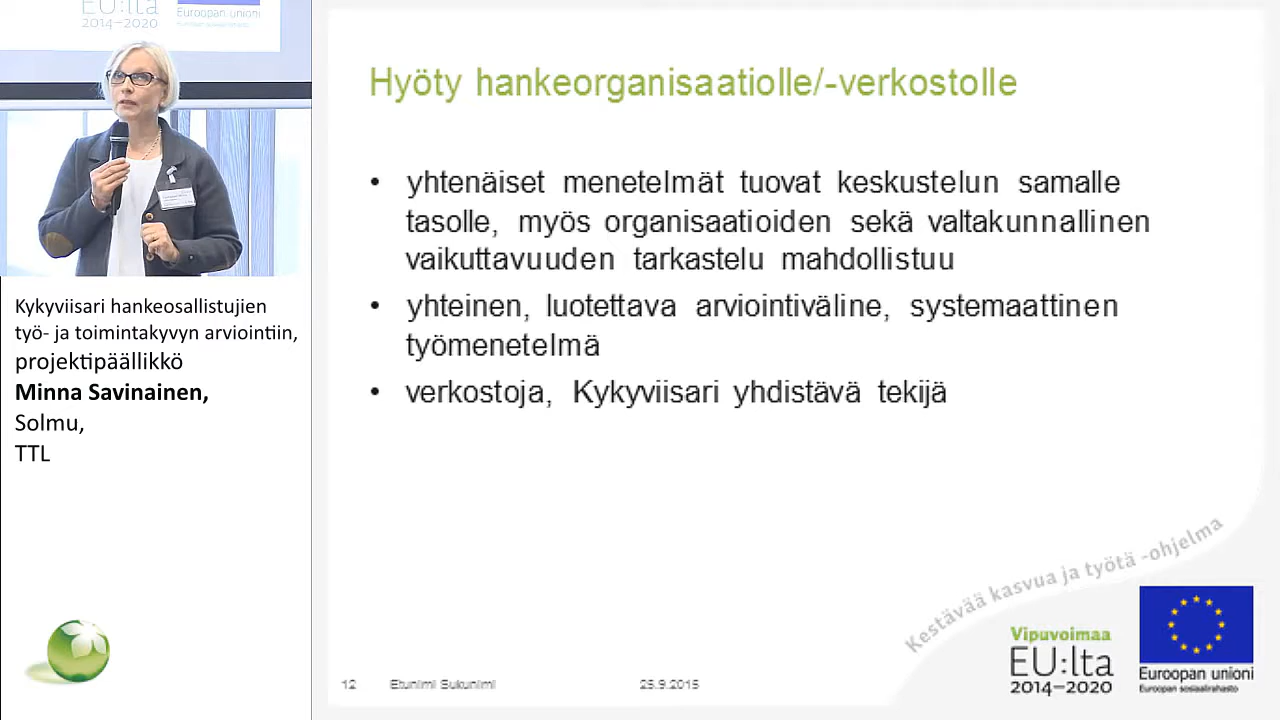 EU:lta
2014–2020
Euroopan unioni
Kykyviisari hankeosallistujien
työ- ja toimintakyvyn arviointiin,
projektipäällikkö
Minna Savinainen,
Solmu,
TTL
Hyöty hankeorganisaatiolle/-verkostolle
• yhtenäiset menetelmät tuovat keskustelun samalle
tasolle, myös organisaatioiden sekä valtakunnallinen
vaikuttavuuden tarkastelu mahdollistuu
• yhteinen, luotettava arviointiväline, systemaattinen
työmenetelmä
• verkostoja, Kykyviisari yhdistävä tekijä
Kestävää kasvua ja työtä -ohjelma
Vipuvoimaa
EU:lta
2014–2020
Euroopan unioni
Euroopan sosiaalirahasto
12 Etunimi Sukunimi 25.9.2015